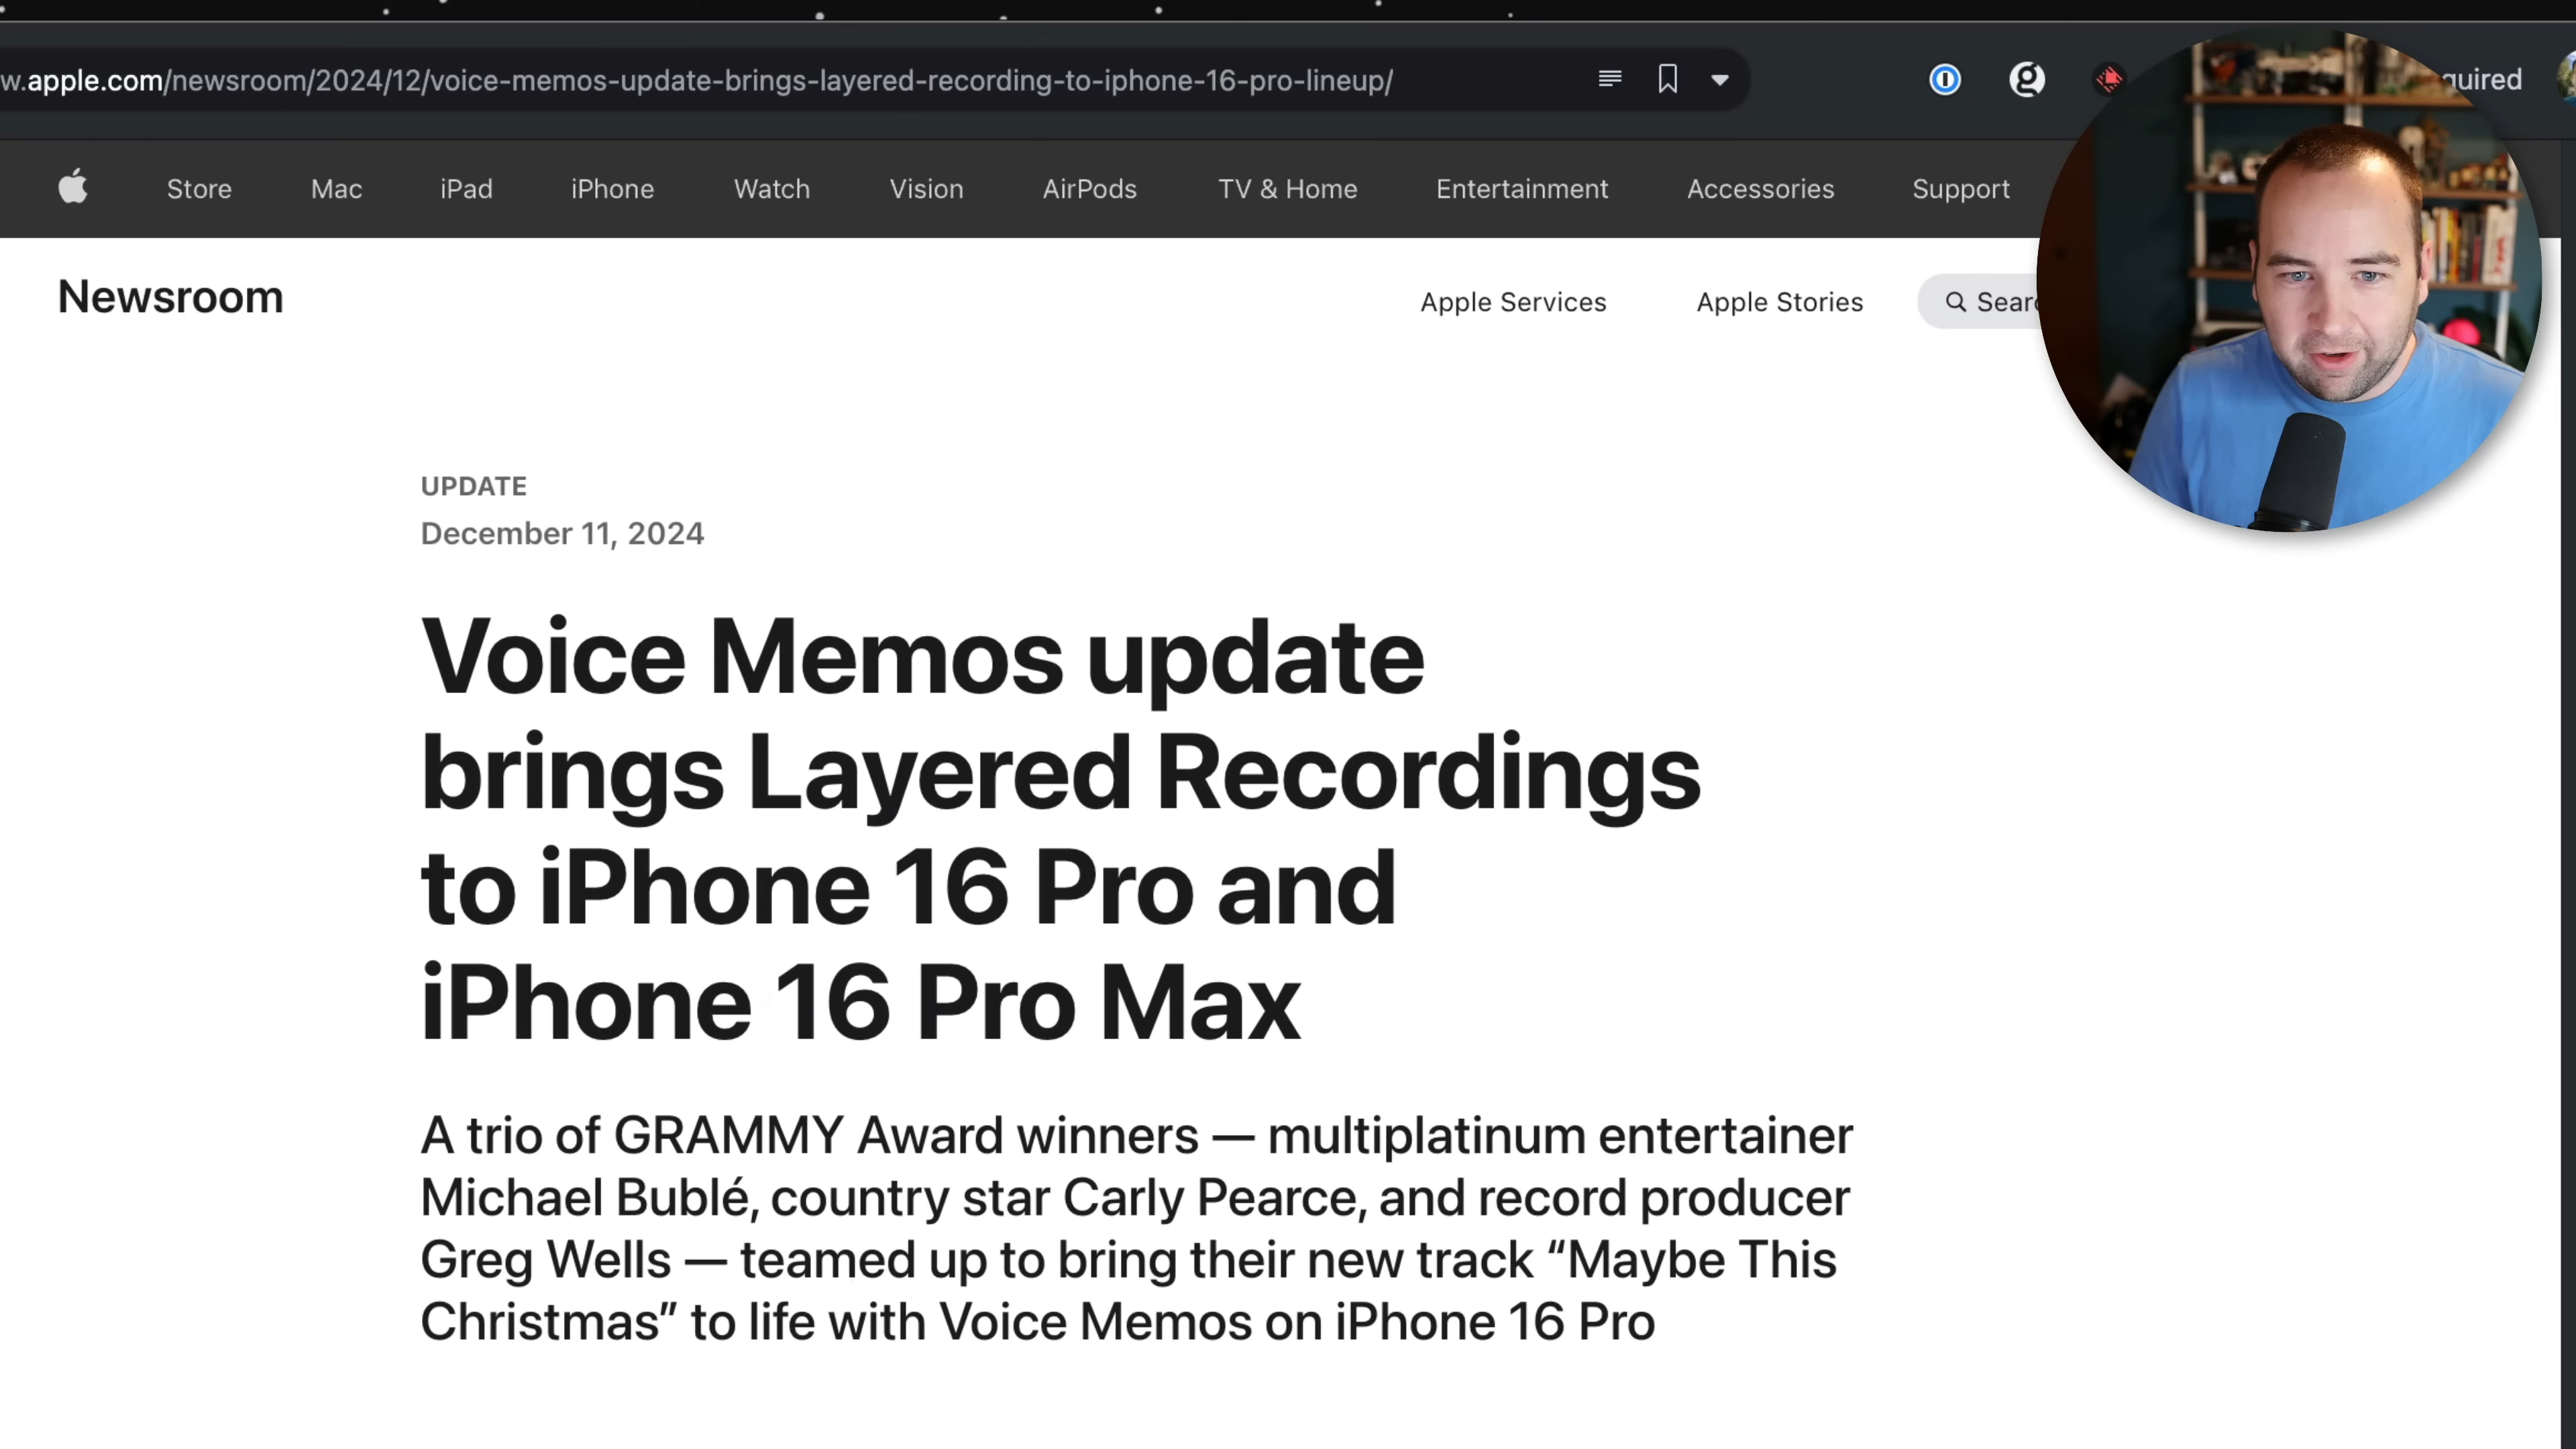 w.apple.com/newsroom/2024/12/voice-memos-update-brings-layered-recording-to-iphone-16-pro-lineup/
Store Mac iPad iPhone Watch Vision AirPods TV & Home Entertainment Accessories Support
Newsroom
Apple Services Apple Stories
UPDATE
December 11, 2024
Voice Memos update
brings Layered Recordings
to iPhone 16 Pro and
iPhone 16 Pro Max
A trio of GRAMMY Award winners — multiplatinum entertainer
Michael Bublé, country star Carly Pearce, and record producer
Greg Wells — teamed up to bring their new track “Maybe This
Christmas” to life with Voice Memos on iPhone 16 Pro